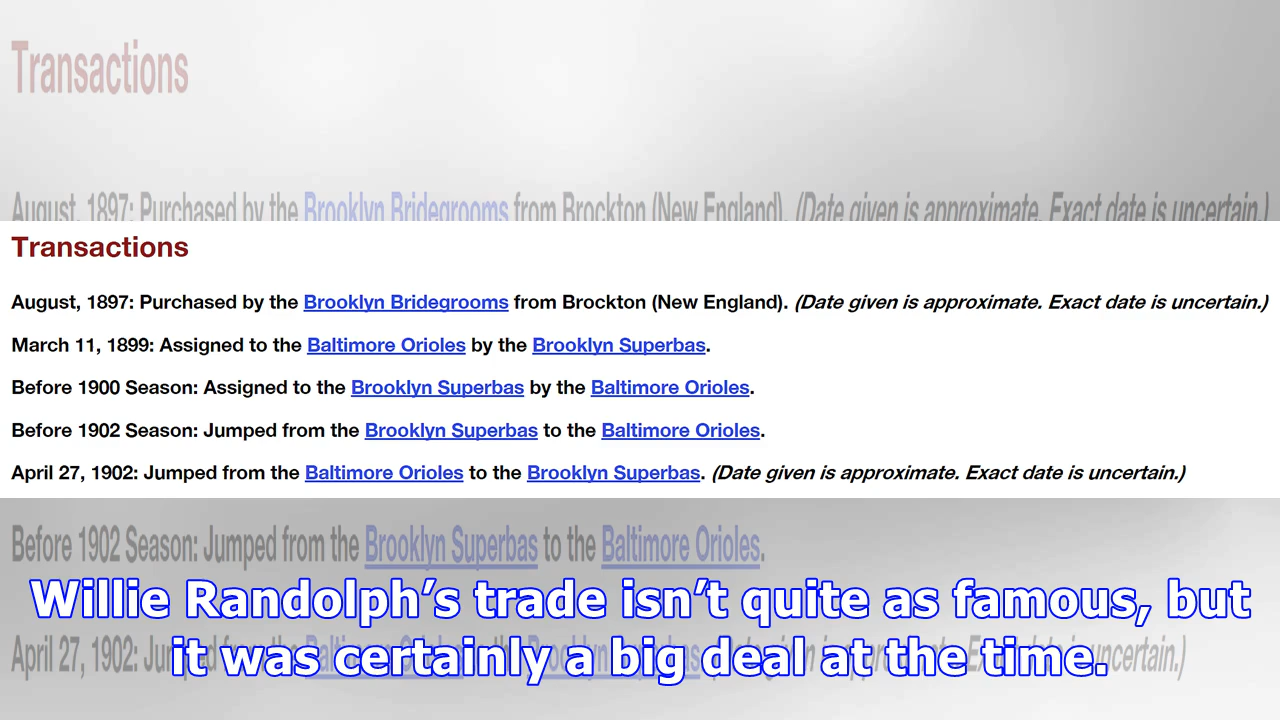 Transactions
August, 1897: Purchased by the Brooklyn Bridegrooms from Brockton (New England). (Date given is approximate. Exact date is uncertain.)
Transactions
August, 1897: Purchased by the Brooklyn Bridegrooms from Brockton (New England). (Date given is approximate. Exact date is uncertain.)
March 11, 1899: Assigned to the Baltimore Orioles by the Brooklyn Superbas.
Before 1900 Season: Assigned to the Brooklyn Superbas by the Baltimore Orioles.
Before 1902 Season: Jumped from the Brooklyn Superbas to the Baltimore Orioles.
April 27, 1902: Jumped from the Baltimore Orioles to the Brooklyn Superbas. (Date given is approximate. Exact date is uncertain.)
Before 1902 Season: Jumped from the Brooklyn Superbas to the Baltimore Orioles.
Willie Randolph’s trade isn’t quite as famous, but
it was certainly a big deal at the time.
April 27, 1902: